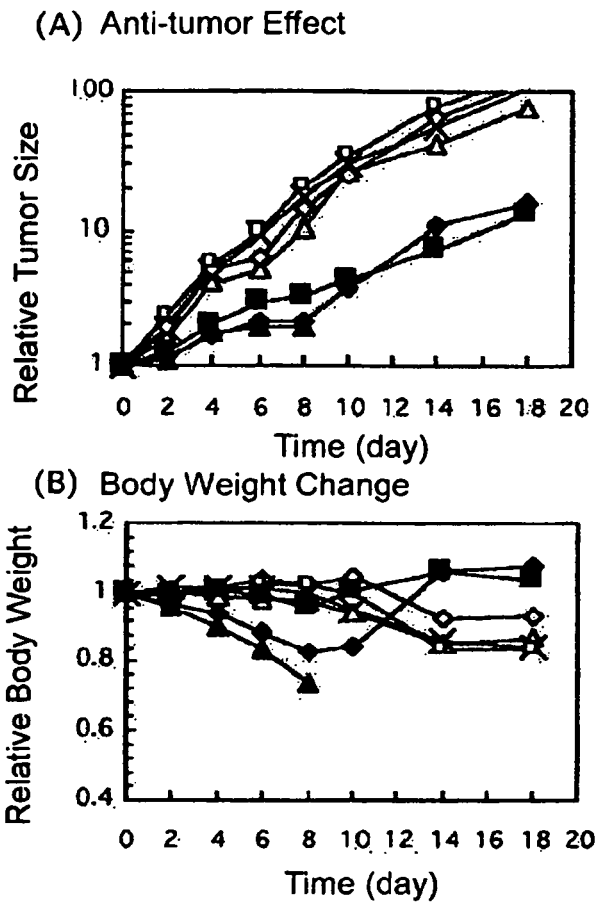 (A) Anti-tumor Effect
100
10
1
Relative Tumor Size
0 2 4 6 8 10 12 14 16 18 20
Time (day)
(B) Body Weight Change
1.2
1
0.8
0.6
0.4
Relative Body Weight
0 2 4 6 8 10 12 14 16 18 20
Time (day)